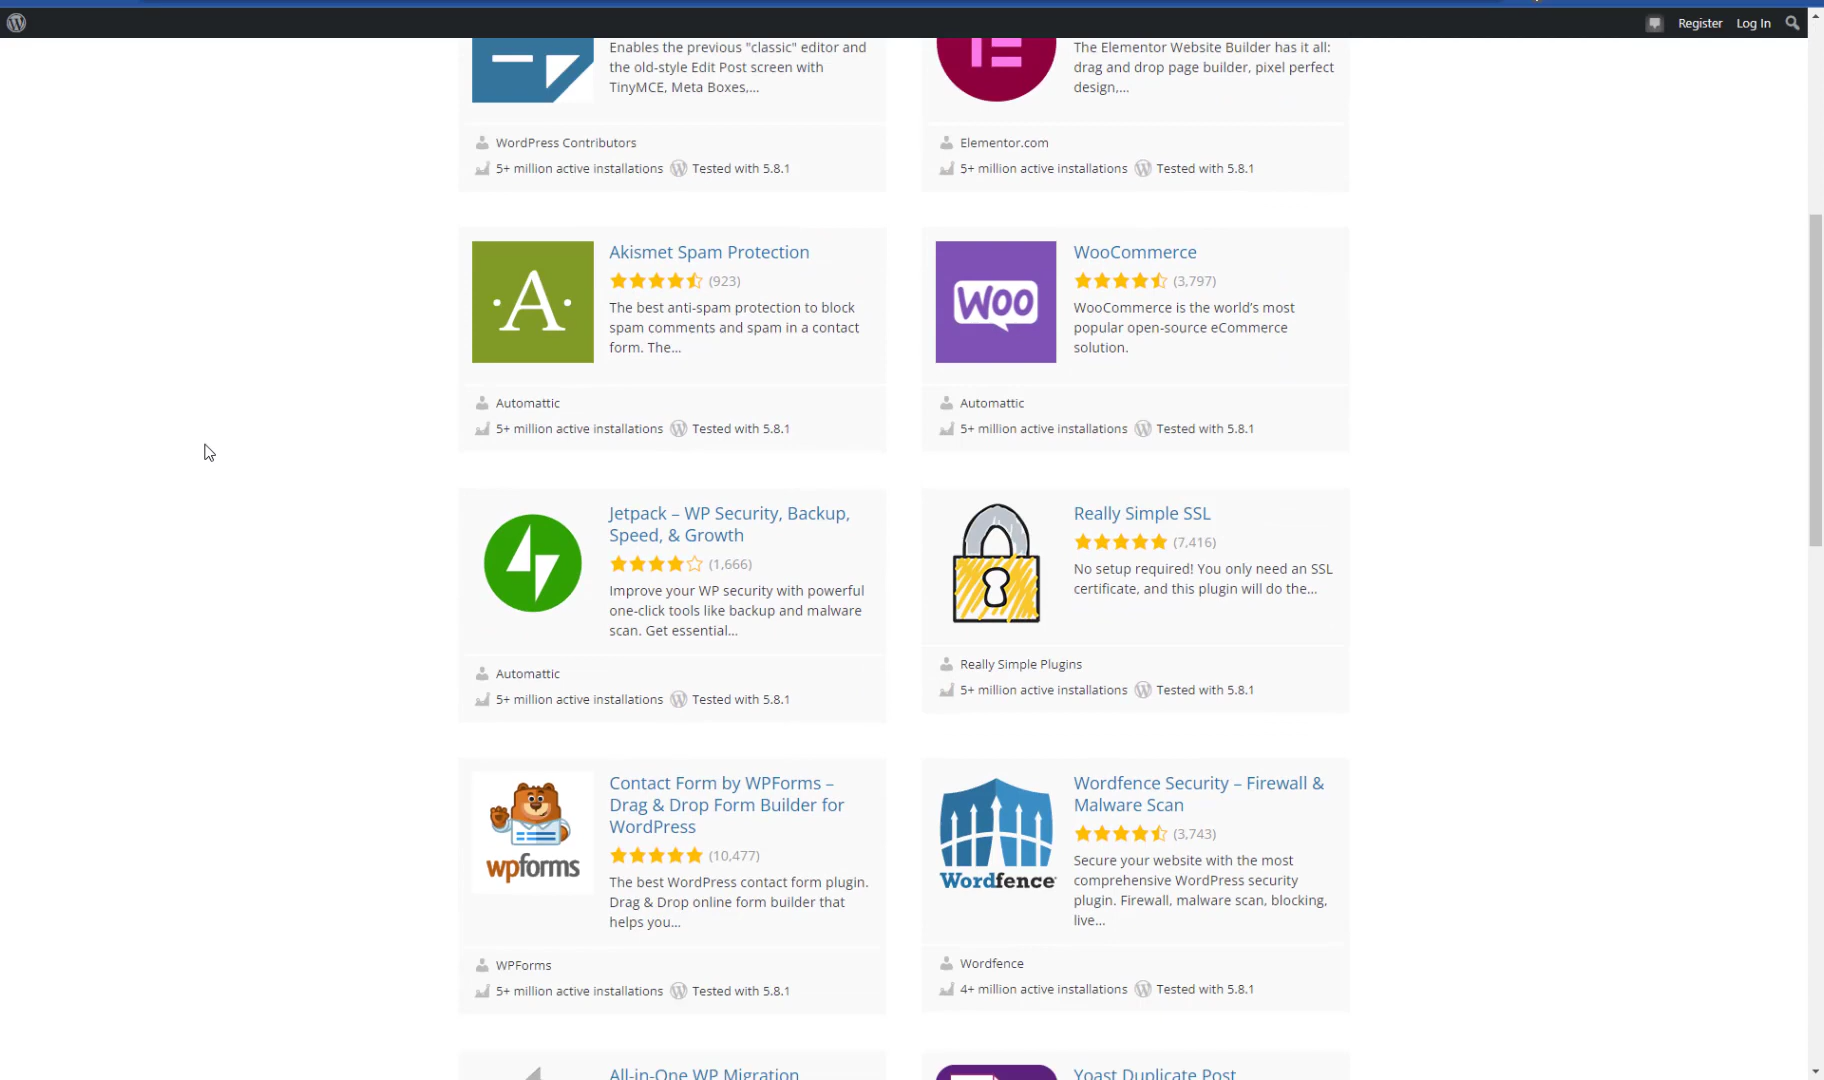 Register Log In
Enables the previous "classic" editor and
the old-style Edit Post screen with
TinyMCE, Meta Boxes,...
WordPress Contributors
5+ million active installations Tested with 5.8.1
The Elementor Website Builder has it all:
drag and drop page builder, pixel perfect
design,...
Elementor.com
5+ million active installations Tested with 5.8.1
·A·
Akismet Spam Protection
(923)
The best anti-spam protection to block
spam comments and spam in a contact
form. The...
Automattic
5+ million active installations Tested with 5.8.1
WOO
WooCommerce
(3,797)
WooCommerce is the world’s most
popular open-source eCommerce
solution.
Automattic
5+ million active installations Tested with 5.8.1
Jetpack – WP Security, Backup,
Speed, & Growth
(1,666)
Improve your WP security with powerful
one-click tools like backup and malware
scan. Get essential...
Automattic
5+ million active installations Tested with 5.8.1
Really Simple SSL
(7,416)
No setup required! You only need an SSL
certificate, and this plugin will do the...
Really Simple Plugins
5+ million active installations Tested with 5.8.1
wpforms
Contact Form by WPForms –
Drag & Drop Form Builder for
WordPress
(10,477)
The best WordPress contact form plugin.
Drag & Drop online form builder that
helps you...
WPForms
5+ million active installations Tested with 5.8.1
Wordfence
Wordfence Security – Firewall &
Malware Scan
(3,743)
Secure your website with the most
comprehensive WordPress security
plugin. Firewall, malware scan, blocking,
live...
Wordfence
4+ million active installations Tested with 5.8.1
All-in-One WP Migration
Yoast Duplicate Post